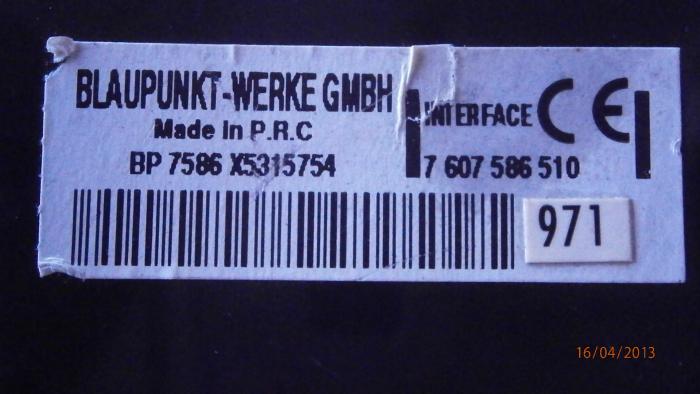 BLAUPUNKT-WERKE GMBH
Made In P.R.C
BP 7586 X5315754
INTERFACE CE
7 607 586 510
971
16/04/2013